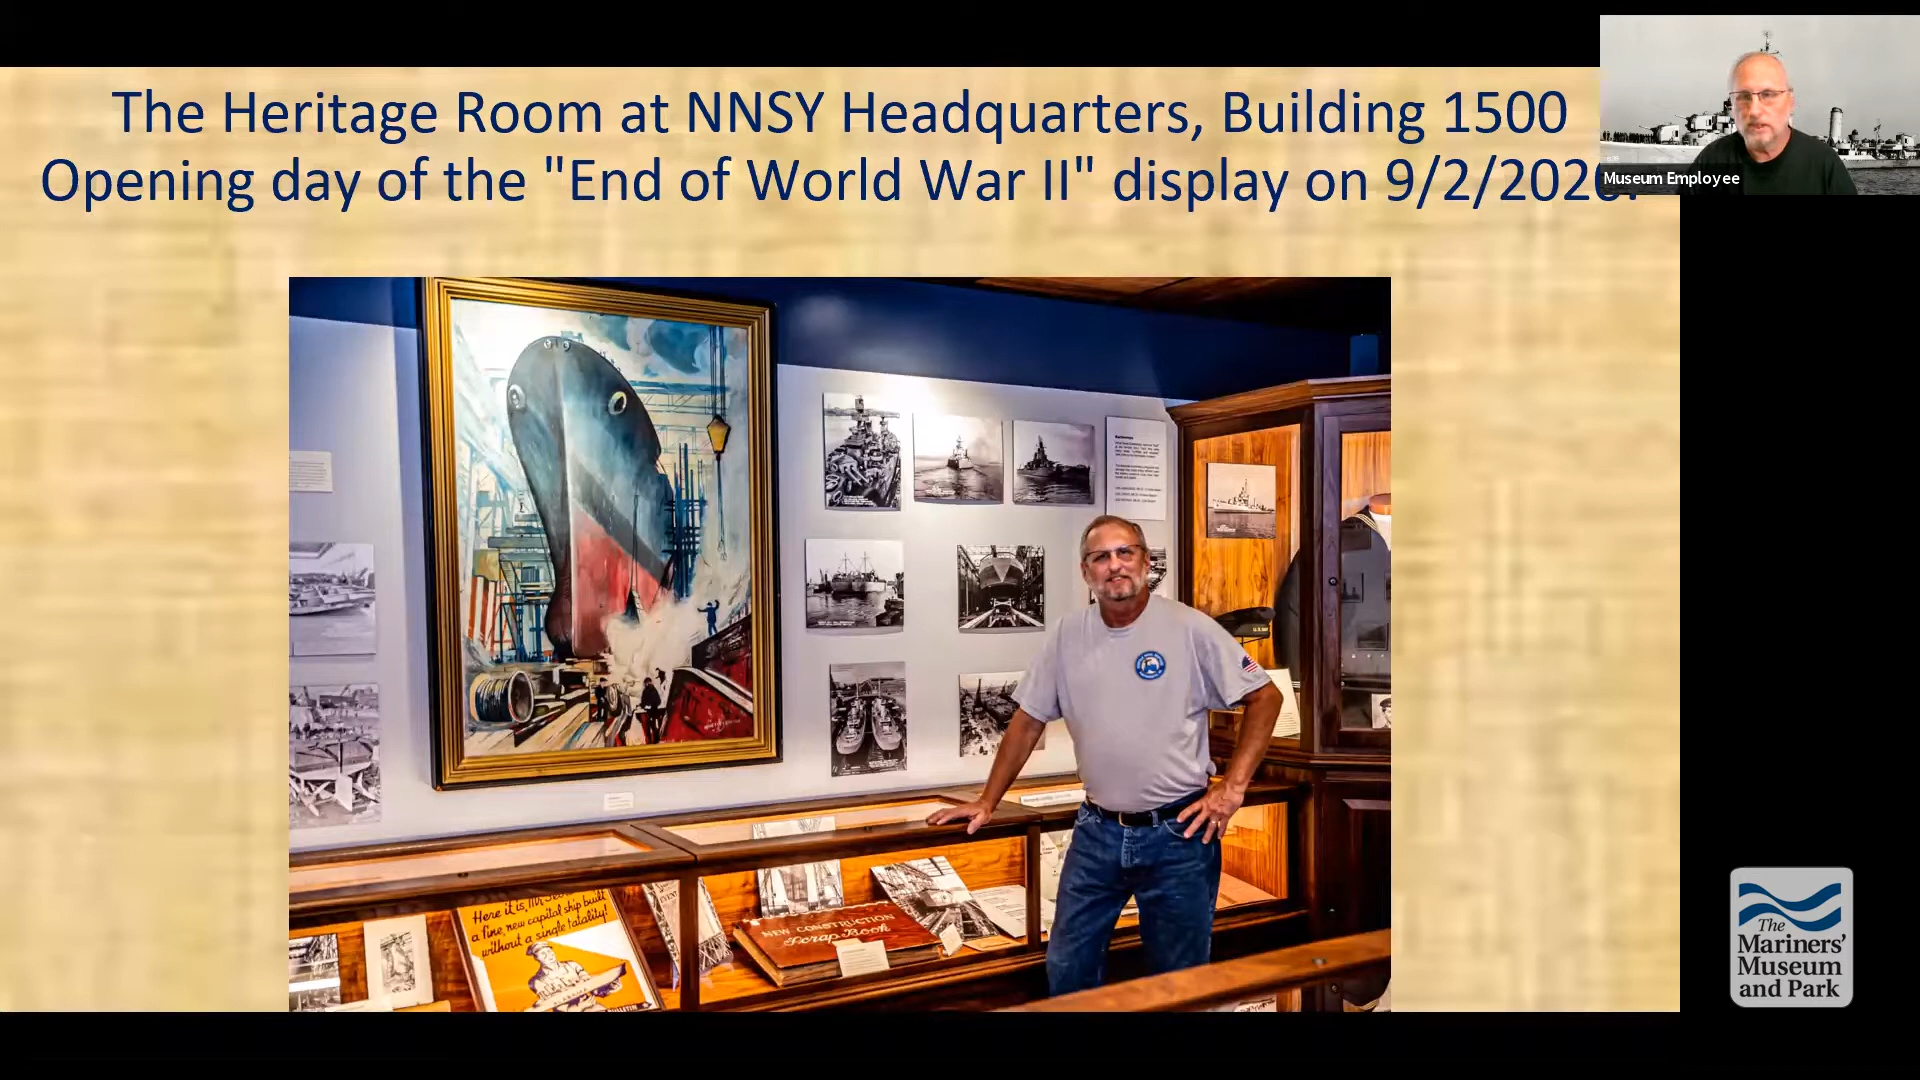 The Heritage Room at NNSY Headquarters, Building 1500
Opening day of the "End of World War II" display on 9/2/2020.
Museum Employee
Here it is,
a fine, new capital ship built
without a single fatality!
NEW CONSTRUCTION
Scrap Book
The
Mariners'
Museum
and Park